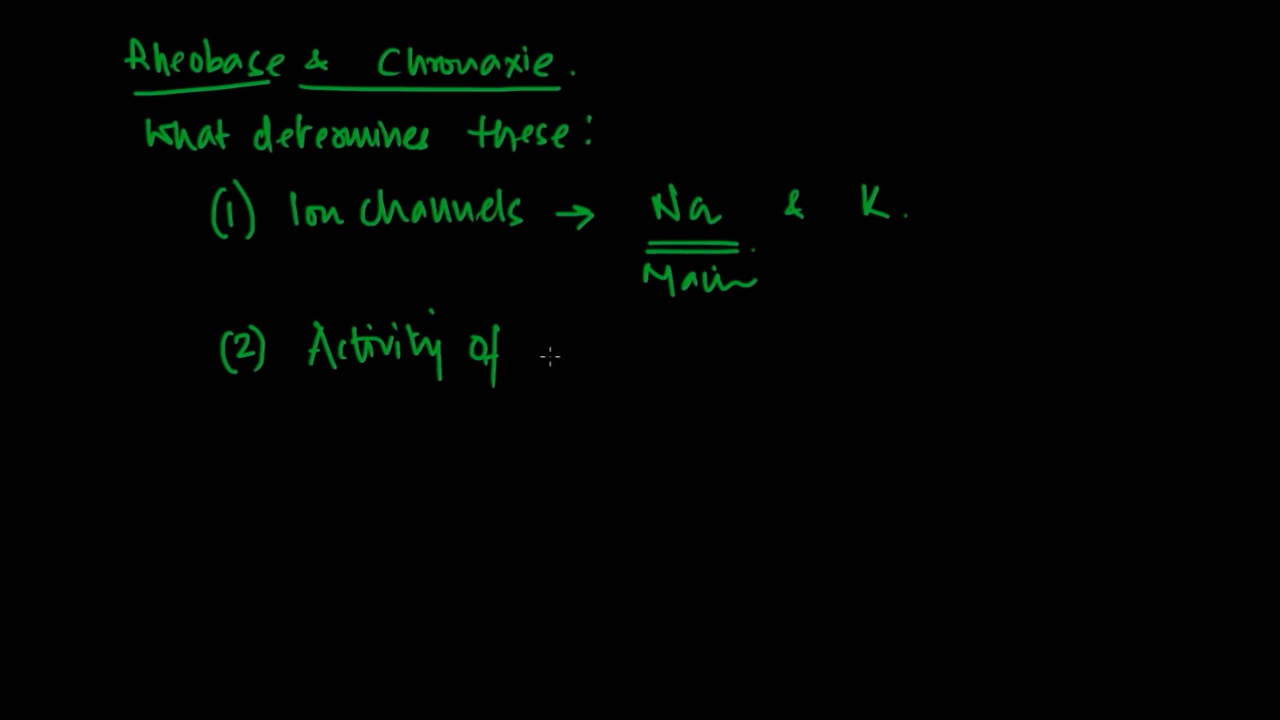 Rheobase & Chronaxie.
What determines these:
(1) Ion channels → Na & K.
Main
(2) Activity of